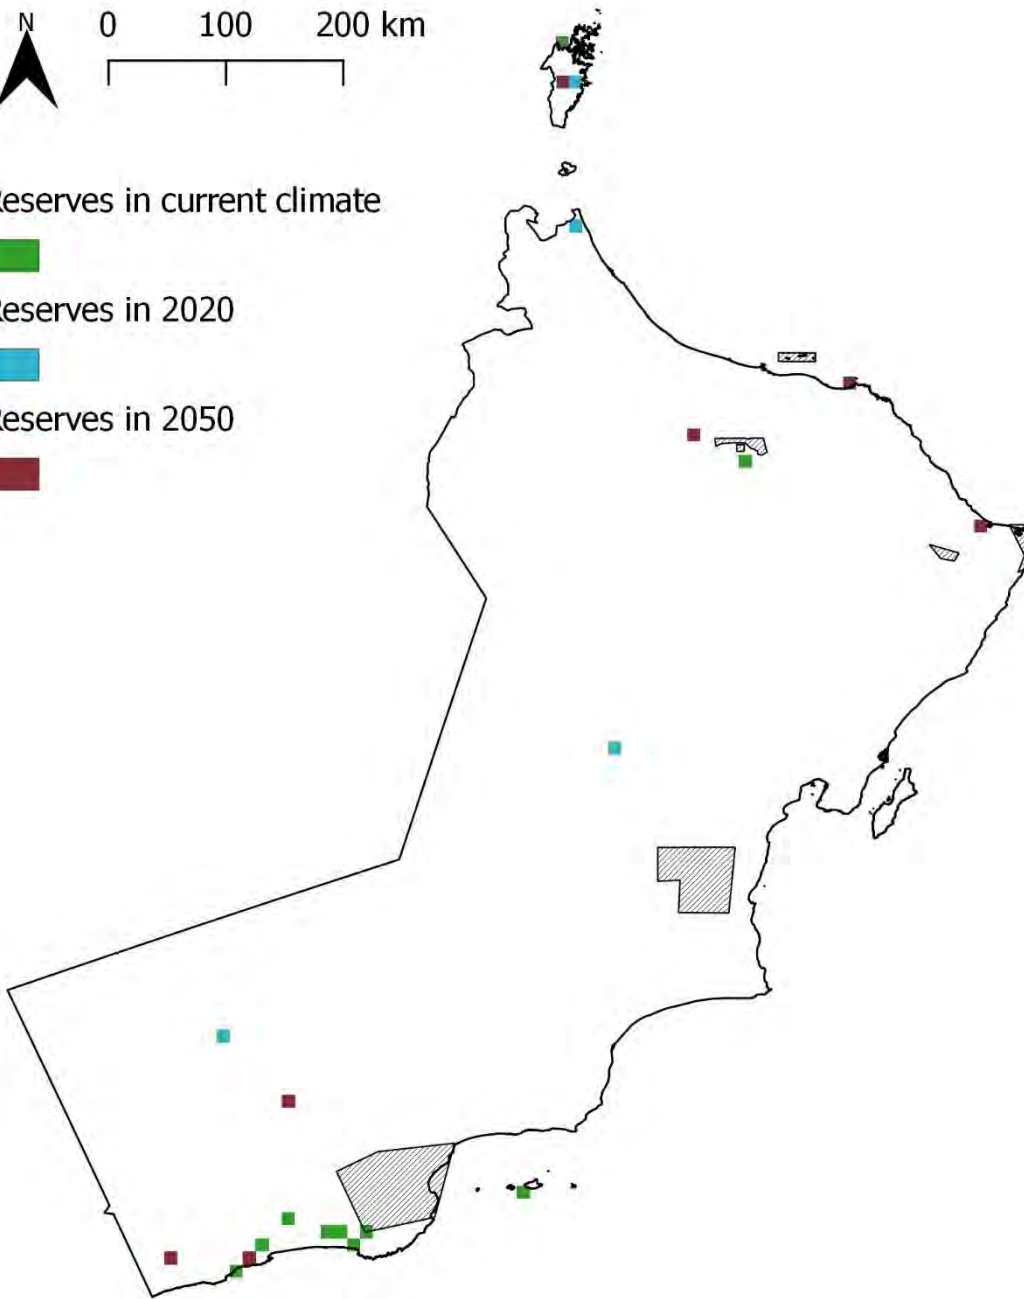 N
0 100 200 km
eserves in current climate
eserves in 2020
eserves in 2050